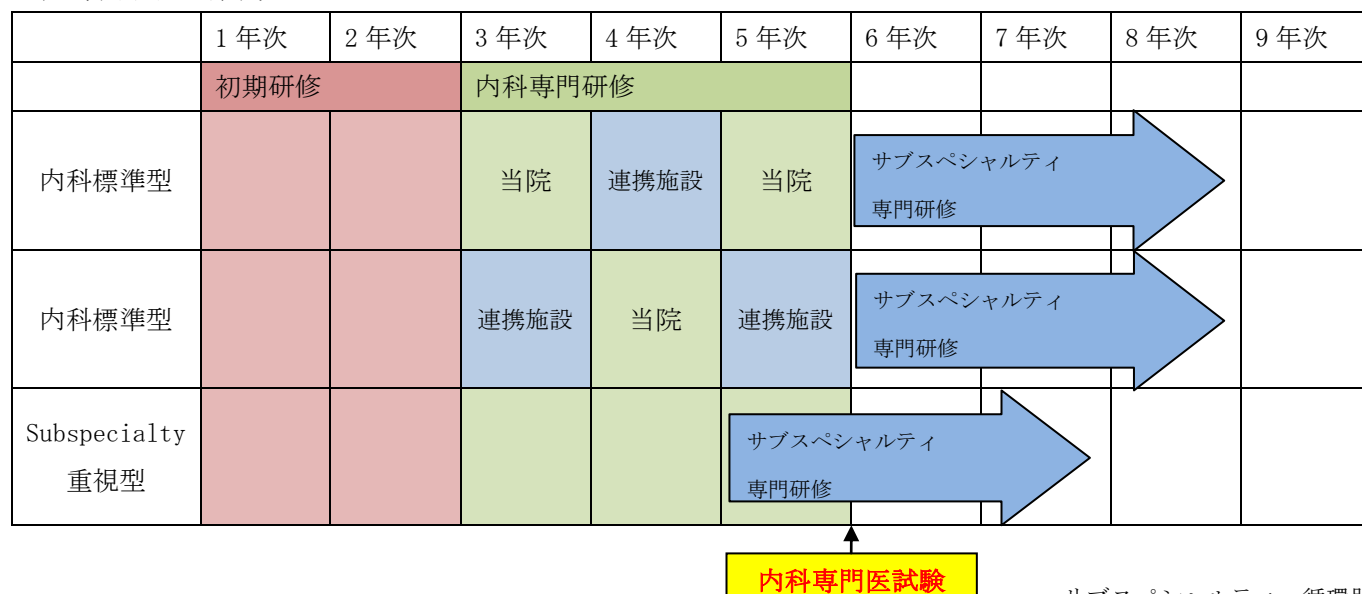 1年次 2年次 3年次 4年次 5年次 6年次 7年次 8年次 9年次
初期研修 内科専門研修
内科標準型 当院 連携施設 当院 サブスペシャルティ
専門研修
内科標準型 連携施設 当院 連携施設 サブスペシャルティ
専門研修
Subspecialty
重視型
サブスペシャルティ
専門研修
内科専門医試験